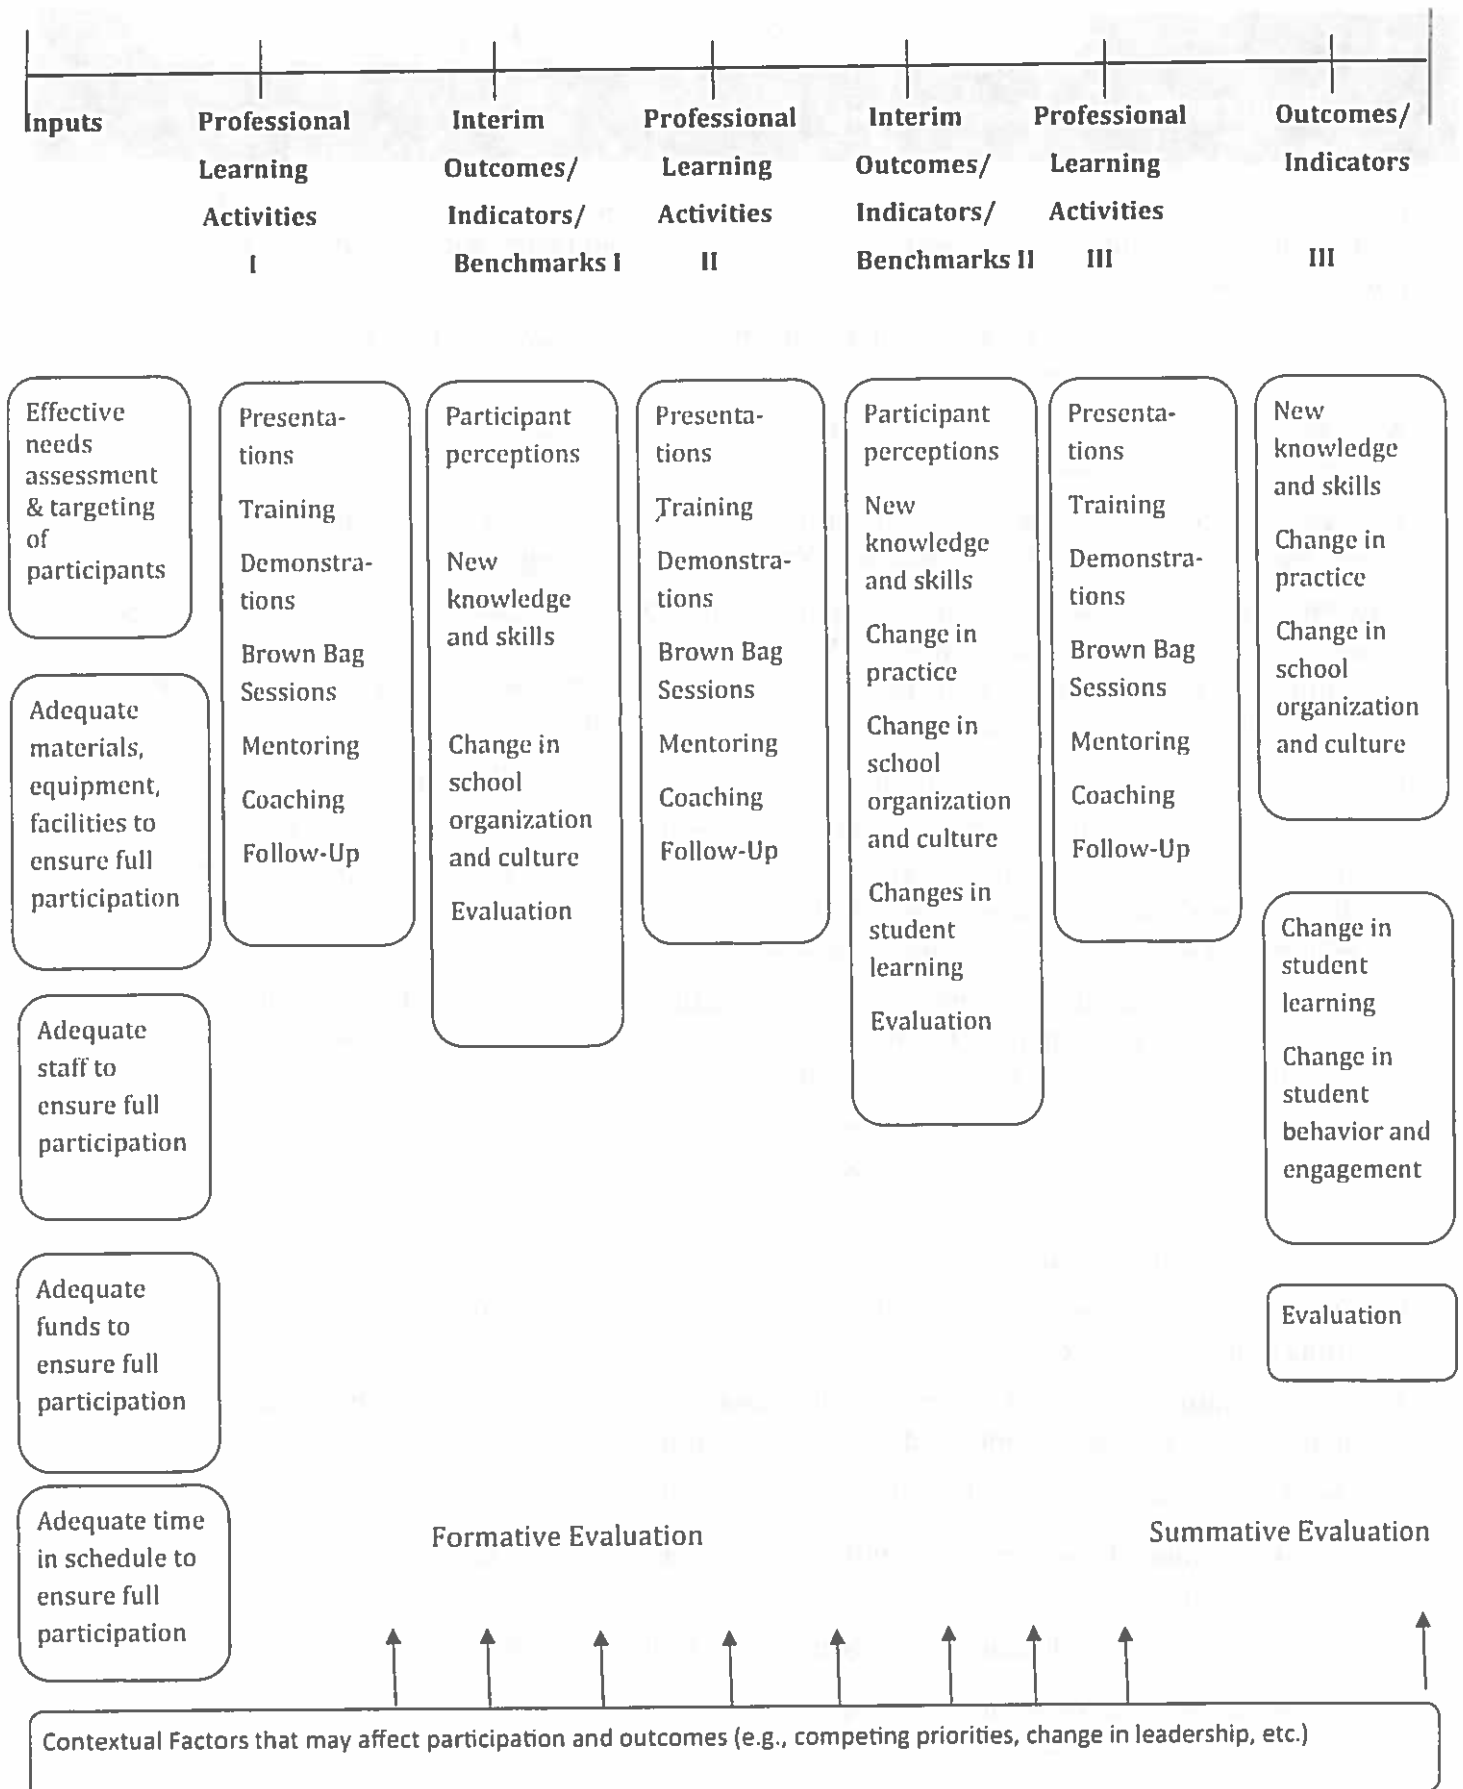 Inputs
Professional
Learning
Activities
I
Interim
Outcomes/
Indicators/
Benchmarks I
Professional
Learning
Activities
II
Interim
Outcomes/
Indicators/
Benchmarks II
Professional
Learning
Activities
III
Outcomes/
Indicators
III
Effective
needs
assessment
& targeting
of
participants
Adequate
materials,
equipment,
facilities to
ensure full
participation
Adequate
staff to
ensure full
participation
Adequate
funds to
ensure full
participation
Adequate time
in schedule to
ensure full
participation
Presenta-
tions
Training
Demonstra-
tions
Brown Bag
Sessions
Mentoring
Coaching
Follow-Up
Participant
perceptions
New
knowledge
and skills
Change in
school
organization
and culture
Evaluation
Presenta-
tions
Training
Demonstra-
tions
Brown Bag
Sessions
Mentoring
Coaching
Follow-Up
Participant
perceptions
New
knowledge
and skills
Change in
practice
Change in
school
organization
and culture
Changes in
student
learning
Evaluation
Presenta-
tions
Training
Demonstra-
tions
Brown Bag
Sessions
Mentoring
Coaching
Follow-Up
New
knowledge
and skills
Change in
practice
Change in
school
organization
and culture
Change in
student
learning
Change in
student
behavior and
engagement
Evaluation
Formative Evaluation
Summative Evaluation
Contextual Factors that may affect participation and outcomes (e.g., competing priorities, change in leadership, etc.)